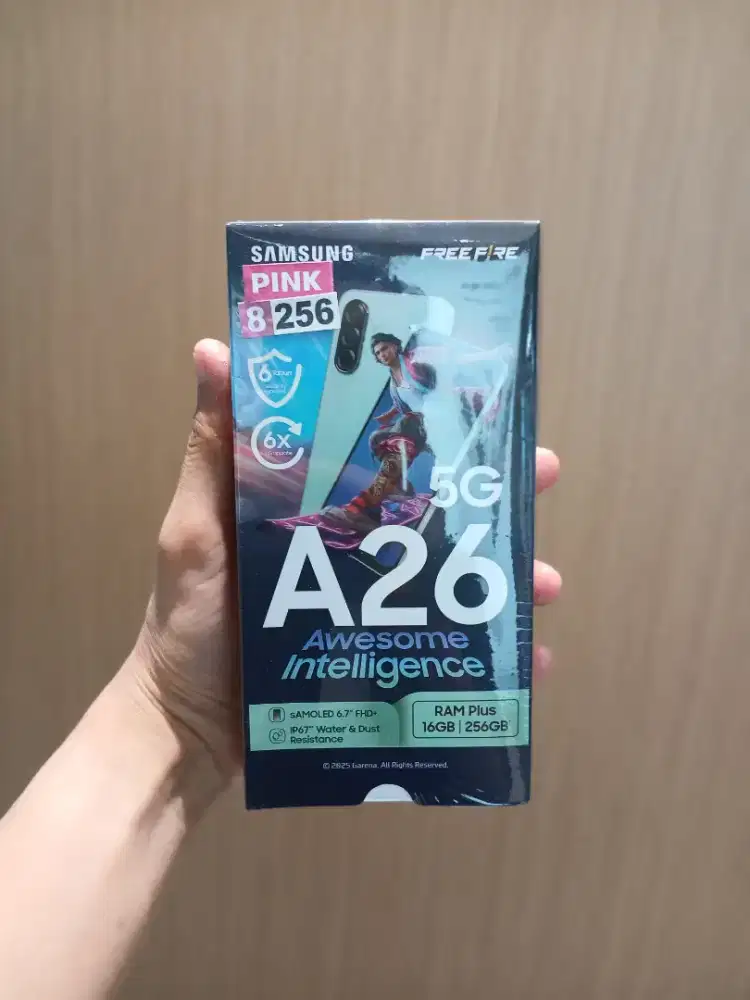 SAMSUNG
FREE FIRE
PINK
8 256
6
6X
5G
A26
Awesome
Intelligence
sAMOLED 6.7" FHD+
IP67** Water & Dust
Resistance
RAM Plus
16GB | 256GB
© 2025 Garena. All Rights Reserved.